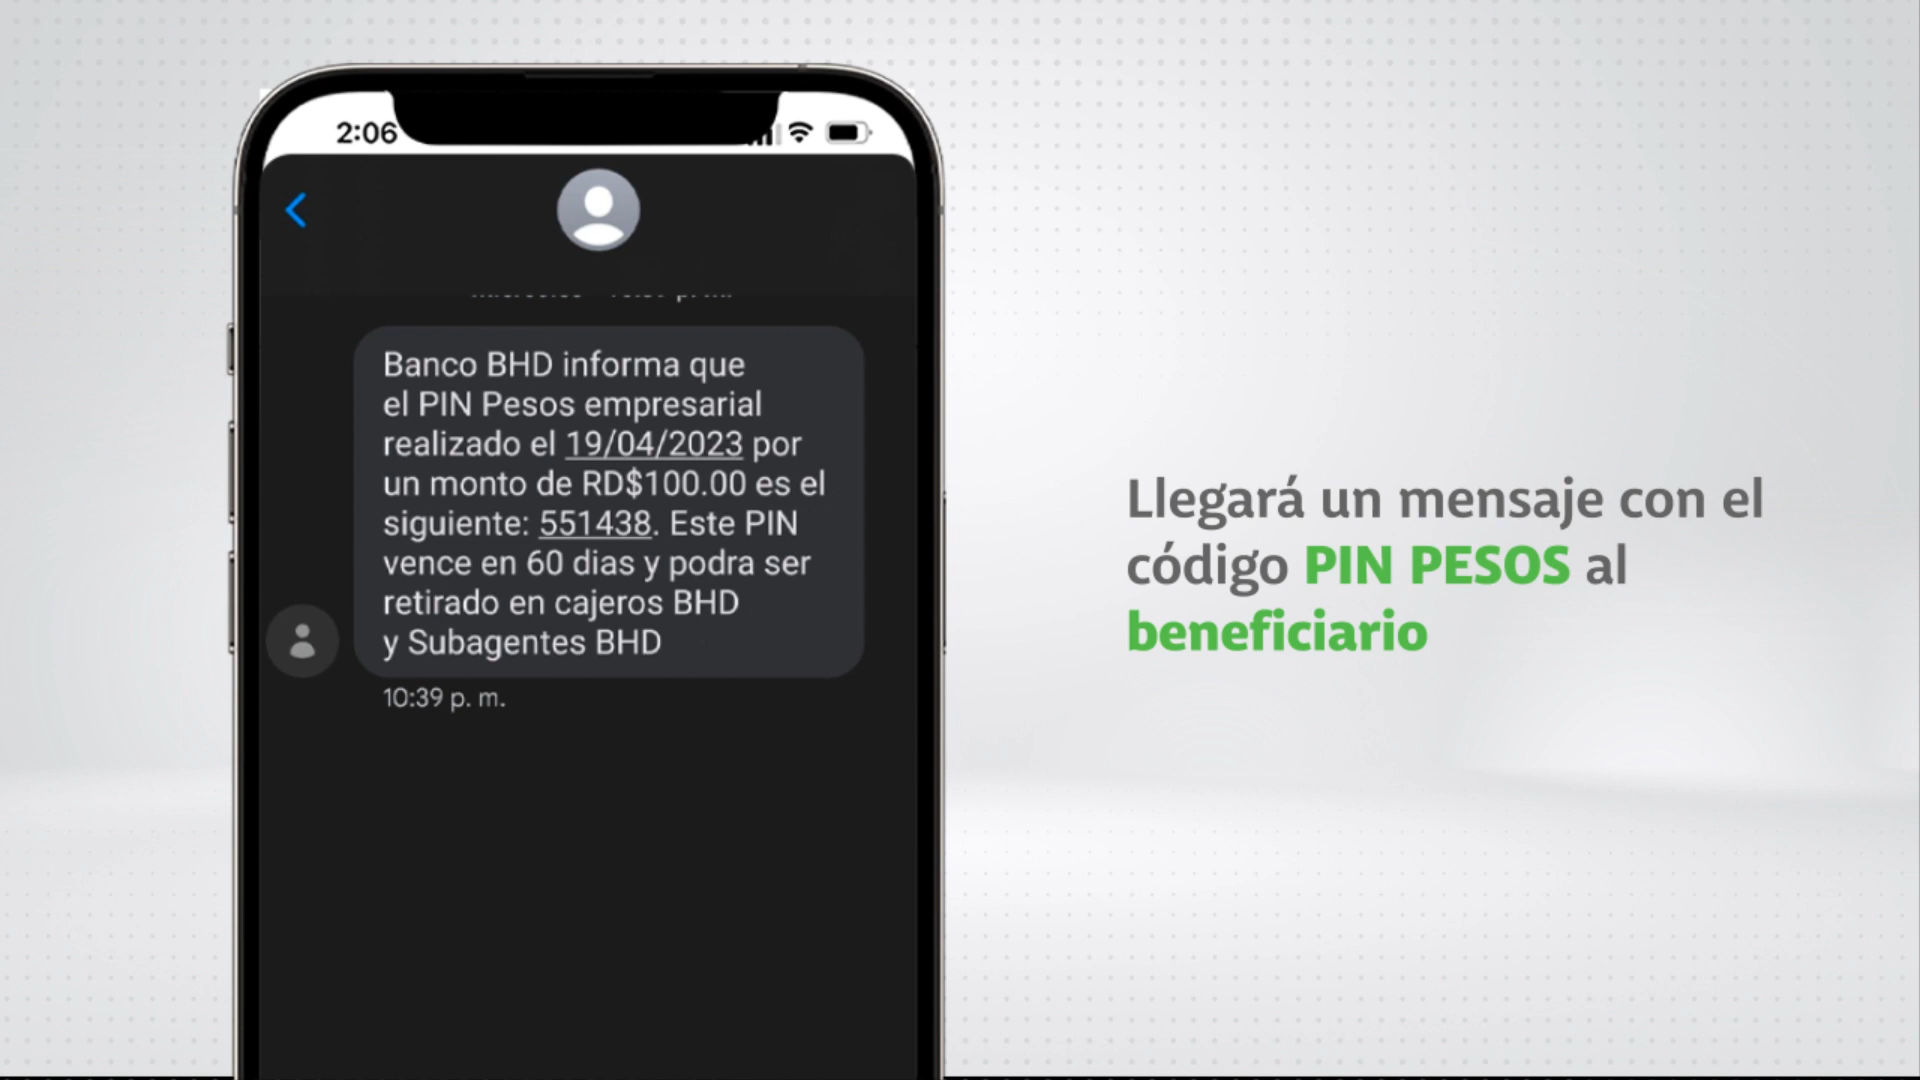 2:06
Banco BHD informa que
el PIN Pesos empresarial
realizado el 19/04/2023 por
un monto de RD$100.00 es el
siguiente: 551438. Este PIN
vence en 60 dias y podra ser
retirado en cajeros BHD
y Subagentes BHD
10:39 p. m.
Llegará un mensaje con el
código PIN PESOS al
beneficiario